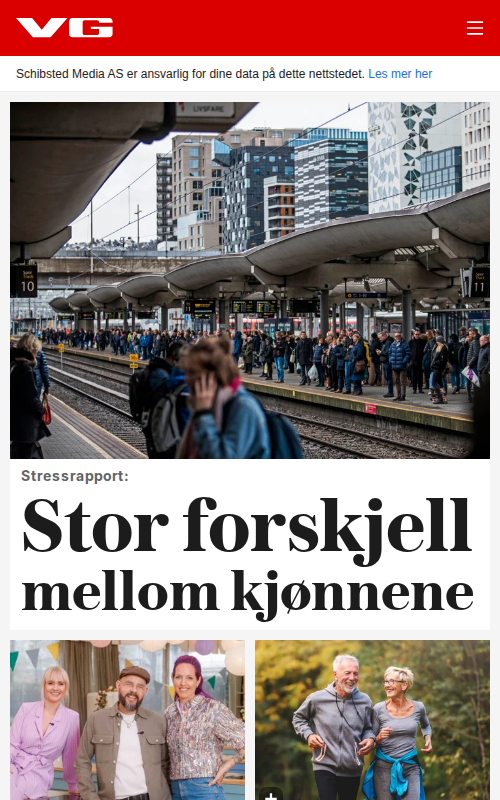 VG
Schibsted Media AS er ansvarlig for dine data på dette nettstedet. Les mer her
LIVSFARE
10
11
Stressrapport:
Stor forskjell
mellom kjønnene